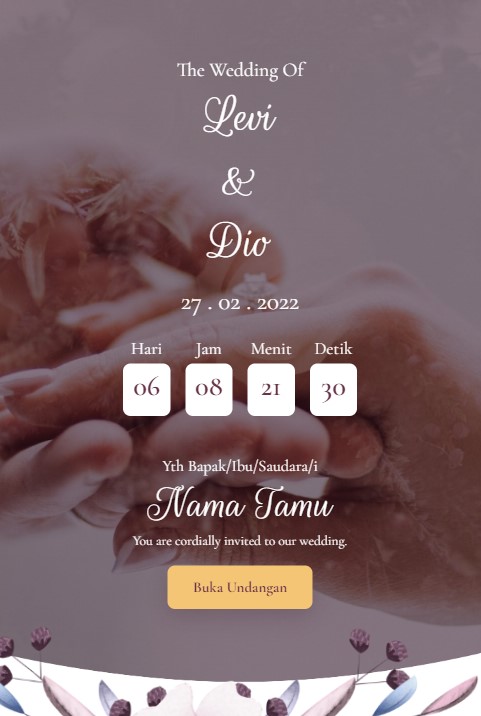 The Wedding Of
Levi
&
Dio
27 . 02 . 2022
Hari Jam Menit Detik
06 08 21 30
Yth Bapak/Ibu/Saudara/i
Nama Tamu
You are cordially invited to our wedding.
Buka Undangan